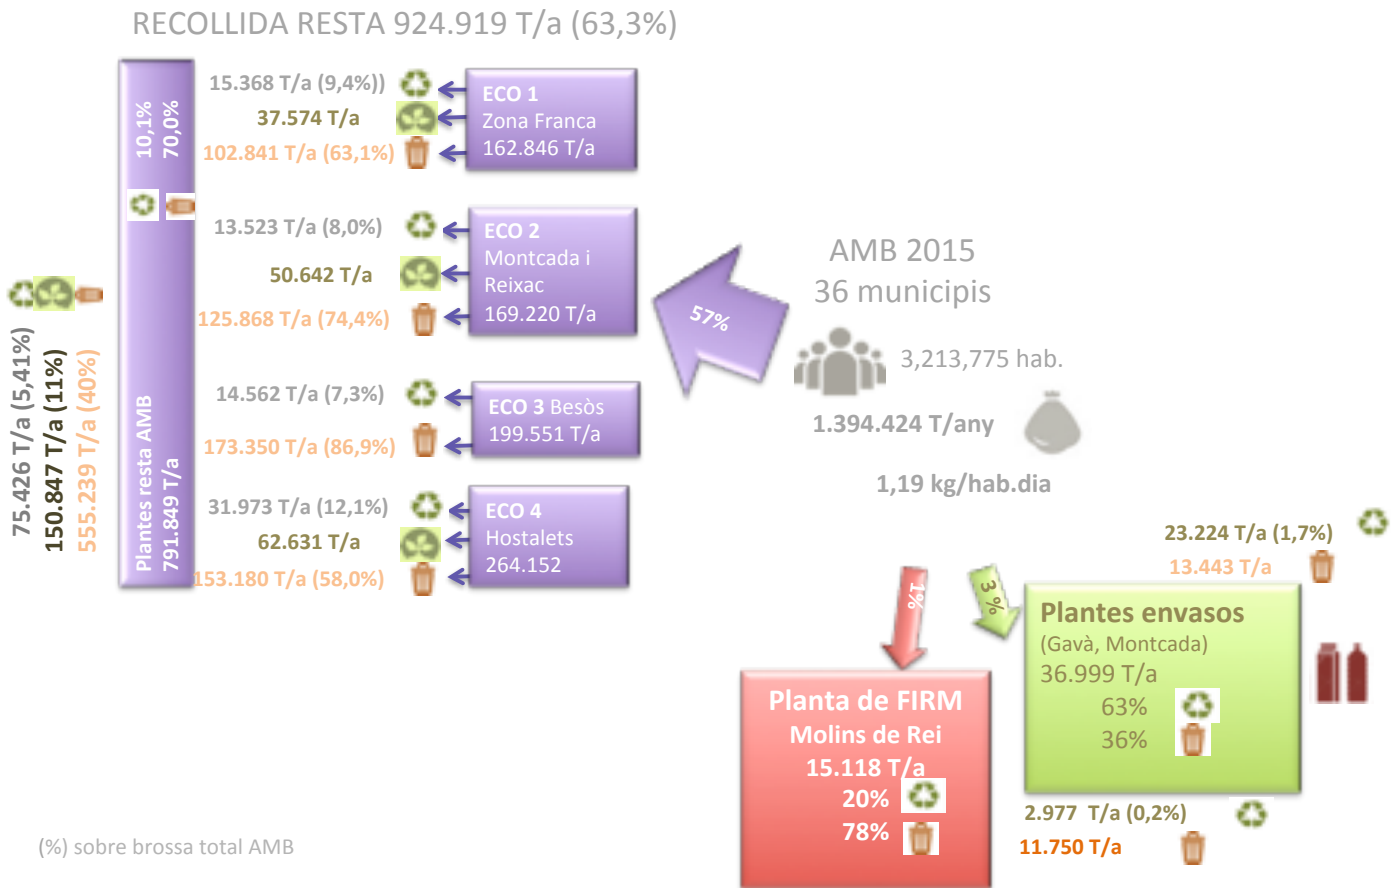 RECOLLIDA RESTA 924.919 T/a (63,3%)
15.368 T/a (9,4%))
37.574 T/a
102.841 T/a (63,1%)
ECO 1
Zona Franca
162.846 T/a
13.523 T/a (8,0%)
50.642 T/a
125.868 T/a (74,4%)
ECO 2
Montcada i
Reixac
169.220 T/a
14.562 T/a (7,3%)
173.350 T/a (86,9%)
ECO 3 Besòs
199.551 T/a
31.973 T/a (12,1%)
62.631 T/a
153.180 T/a (58,0%)
ECO 4
Hostalets
264.152
10,1%
70,0%
Plantes resta AMB
791.849 T/a
75.426 T/a (5,41%)
150.847 T/a (11%)
555.239 T/a (40%)
57%
AMB 2015
36 municipis
3,213,775 hab.
1.394.424 T/any
1,19 kg/hab.dia
1%
3 %
23.224 T/a (1,7%)
13.443 T/a
Plantes envasos
(Gavà, Montcada)
36.999 T/a
63%
36%
Planta de FIRM
Molins de Rei
15.118 T/a
20%
78%
2.977 T/a (0,2%)
11.750 T/a
(%) sobre brossa total AMB